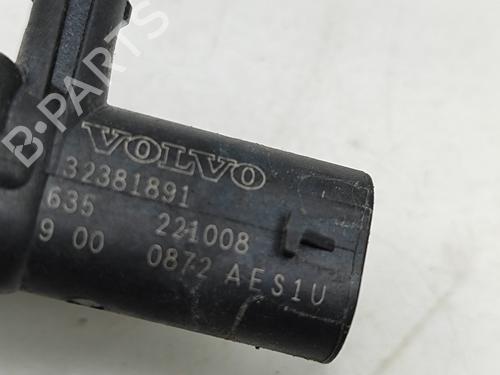 B-PARTS
VOLVO
32381891
635 221008
9 00 0872 AES1U